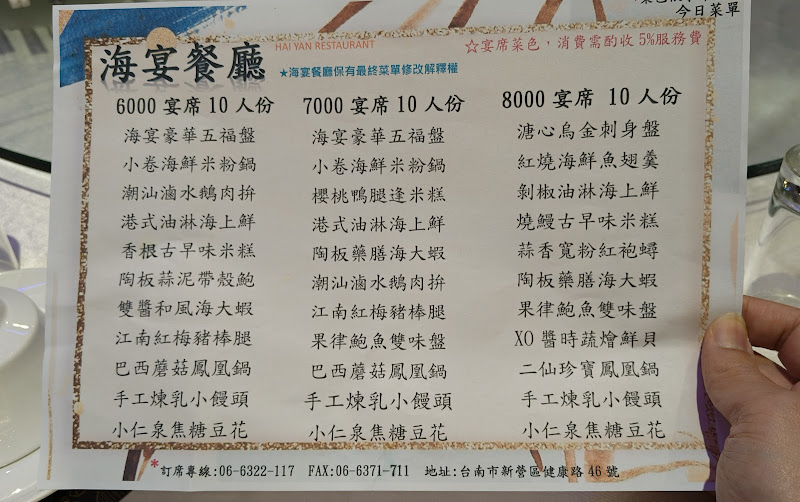 今日菜單
海宴餐廳
HAI YAN RESTAURANT
★海宴餐廳保有最終菜單修改解釋權
☆宴席菜色，消費需酌收5%服務費
6000 宴席 10 人份
海宴豪華五福盤
小卷海鮮米粉鍋
潮汕滷水鵝肉拚
港式油淋海上鮮
香根古早味米糕
陶板蒜泥帶殼鮑
雙醬和風海大蝦
江南紅梅豬棒腿
巴西蘑菇鳳凰鍋
手工煉乳小饅頭
小仁泉焦糖豆花
7000 宴席 10 人份
海宴豪華五福盤
小卷海鮮米粉鍋
櫻桃鴨腿逢米糕
港式油淋海上鮮
陶板藥膳海大蝦
潮汕滷水鵝肉拚
江南紅梅豬棒腿
果律鮑魚雙味盤
巴西蘑菇鳳凰鍋
手工煉乳小饅頭
小仁泉焦糖豆花
8000 宴席 10 人份
溏心烏金刺身盤
紅燒海鮮魚翅羹
剝椒油淋海上鮮
燒鰻古早味米糕
蒜香寬粉紅袍蟳
陶板藥膳海大蝦
果律鮑魚雙味盤
XO 醬時蔬燴鮮貝
二仙珍寶鳳凰鍋
手工煉乳小饅頭
小仁泉焦糖豆花
*訂席專線:06-6322-117 FAX:06-6371-711 地址:台南市新營區健康路 46 號